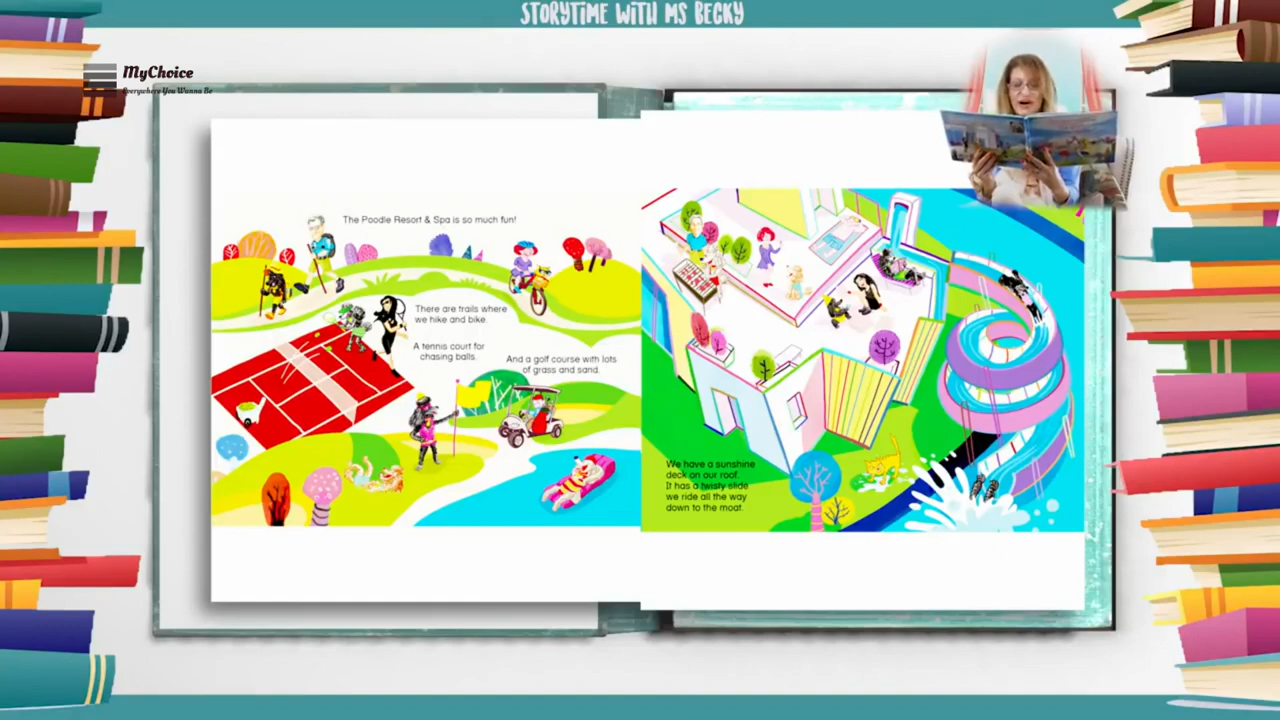 STORYTIME WITH MS BECKY
MyChoice
Everywhere You Wanna Be
The Poodle Resort & Spa is so much fun!
There are trails where
we hike and bike.
A tennis court for
chasing balls.
And a golf course with lots
of grass and sand.
We have a sunshine
deck on our roof.
It has a twisty slide
we ride all the way
down to the moat.